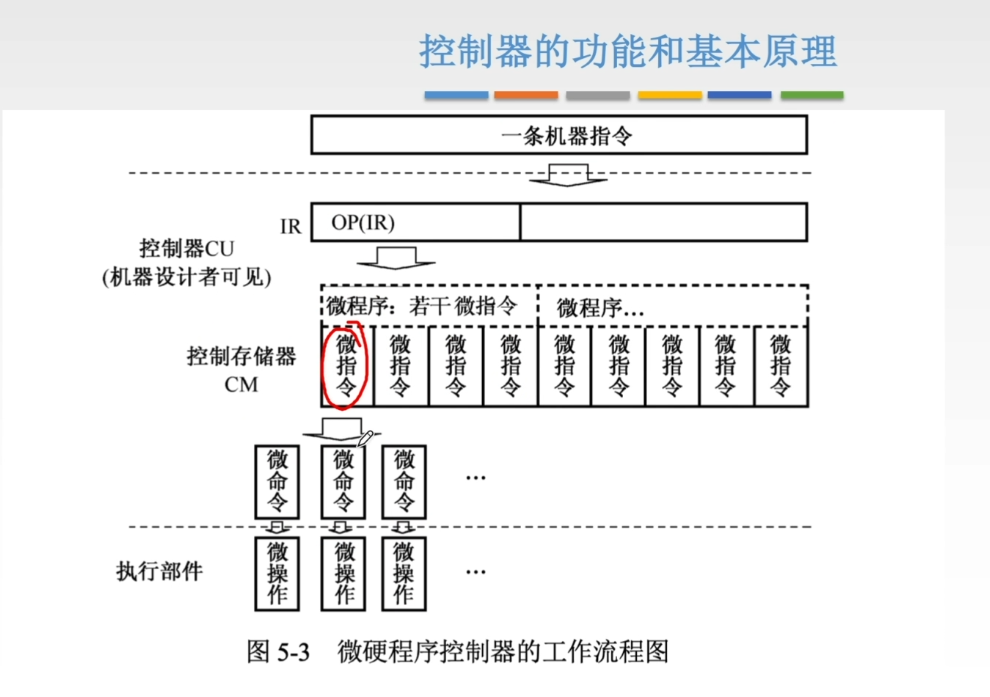 控制器的功能和基本原理
一条机器指令
IR OP(IR)
控制器CU
(机器设计者可见)
微程序：若干微指令 微程序…
控制存储器
CM
微指令 微指令 微指令 微指令 微指令 微指令 微指令 微指令 微指令
微命令 微命令 微命令 …
执行部件
微操作 微操作 微操作 …
图 5-3 微硬程序控制器的工作流程图